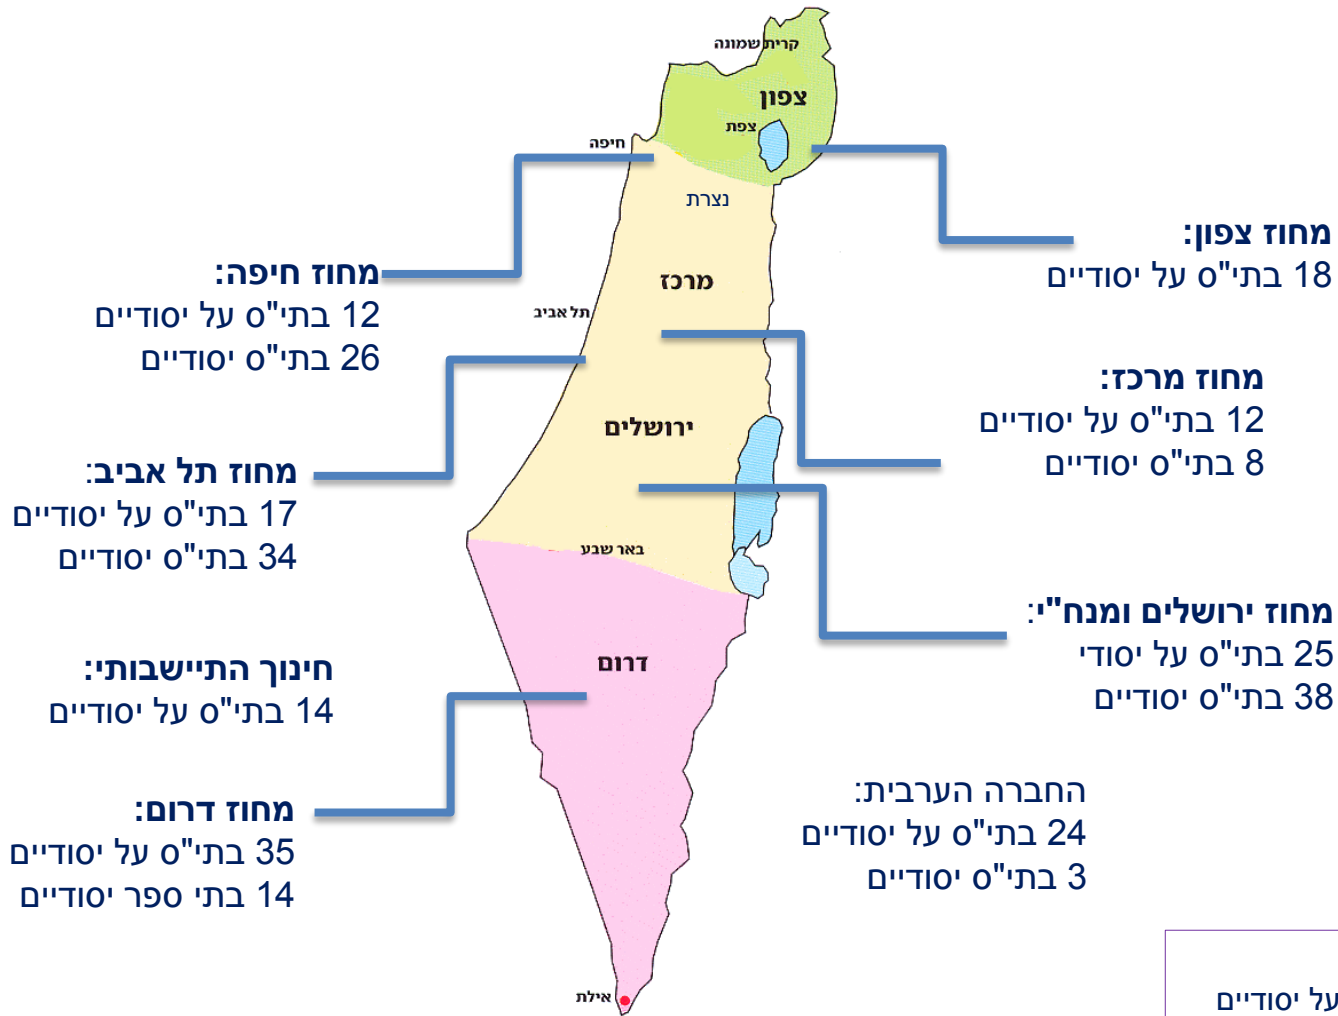 קרית שמונה
צפון
צפת
חיפה
נצרת
מרכז
תל אביב
ירושלים
באר שבע
דרום
אילת
מחוז צפון:
18 בתי"ס על יסודיים
מחוז חיפה:
12 בתי"ס על יסודיים
26 בתי"ס יסודיים
מחוז מרכז:
12 בתי"ס על יסודיים
8 בתי"ס יסודיים
מחוז תל אביב:
17 בתי"ס על יסודיים
34 בתי"ס יסודיים
מחוז ירושלים ומנח"י:
25 בתי"ס על יסודי
38 בתי"ס יסודיים
חינוך התיישבותי:
14 בתי"ס על יסודיים
מחוז דרום:
35 בתי"ס על יסודיים
14 בתי ספר יסודיים
החברה הערבית:
24 בתי"ס על יסודיים
3 בתי"ס יסודיים
על יסודיים